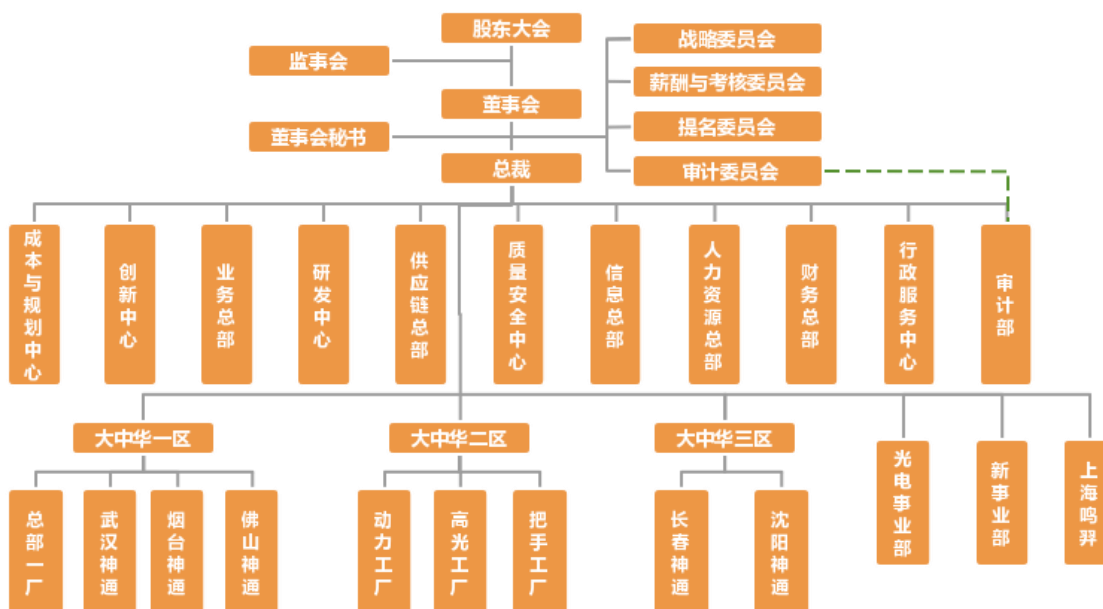 股东大会
监事会
战略委员会
薪酬与考核委员会
董事会
提名委员会
董事会秘书
总裁
审计委员会
成本与规划中心
创新中心
业务总部
研发中心
供应链总部
质量安全中心
信息总部
人力资源总部
财务总部
行政服务中心
审计部
大中华一区
大中华二区
大中华三区
总部一厂
武汉神通
烟台神通
佛山神通
动力工厂
高光工厂
把手工厂
长春神通
沈阳神通
光电事业部
新事业部
上海鸣羿